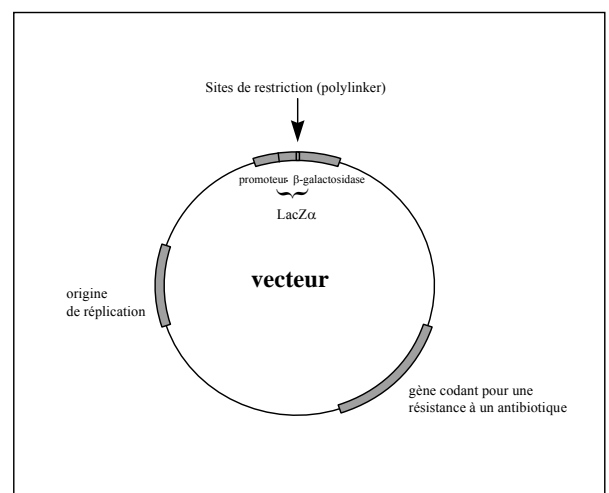 Sites de restriction (polylinker)
promoteur- β-galactosidase
LacZα
vecteur
origine
de réplication
gène codant pour une
résistance à un antibiotique